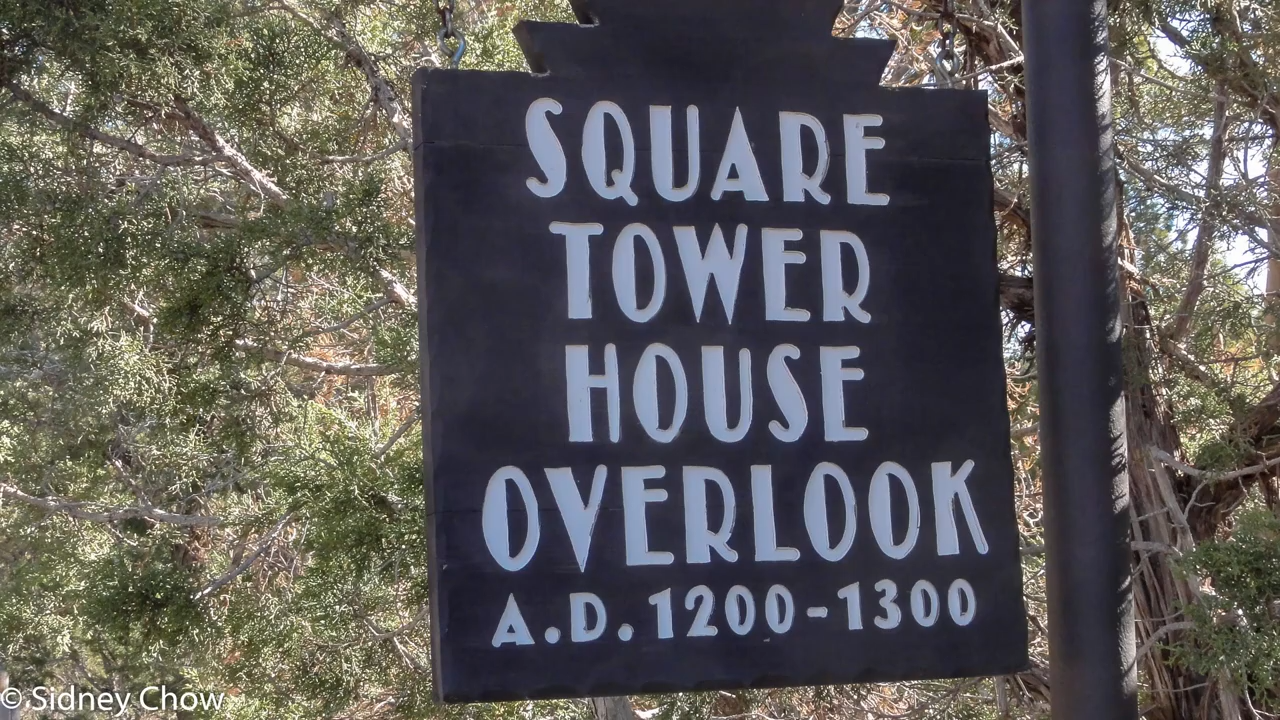 SQUARE
TOWER
HOUSE
OVERLOOK
A.D. 1200-1300
© Sidney Chow